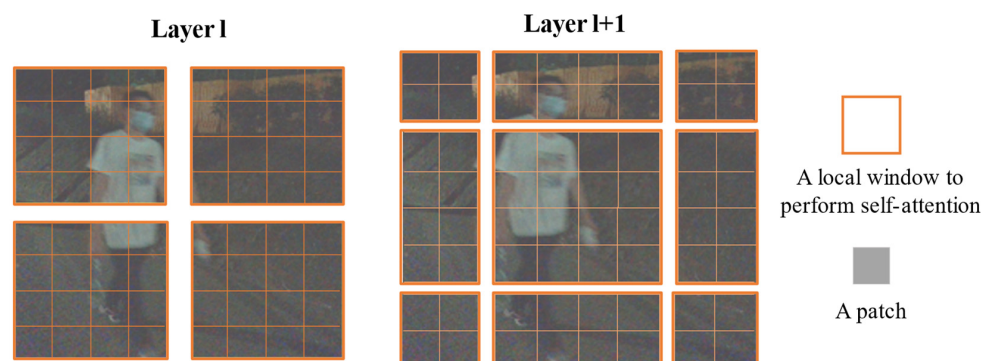 Layer l
Layer l+1
A local window to
perform self-attention
A patch